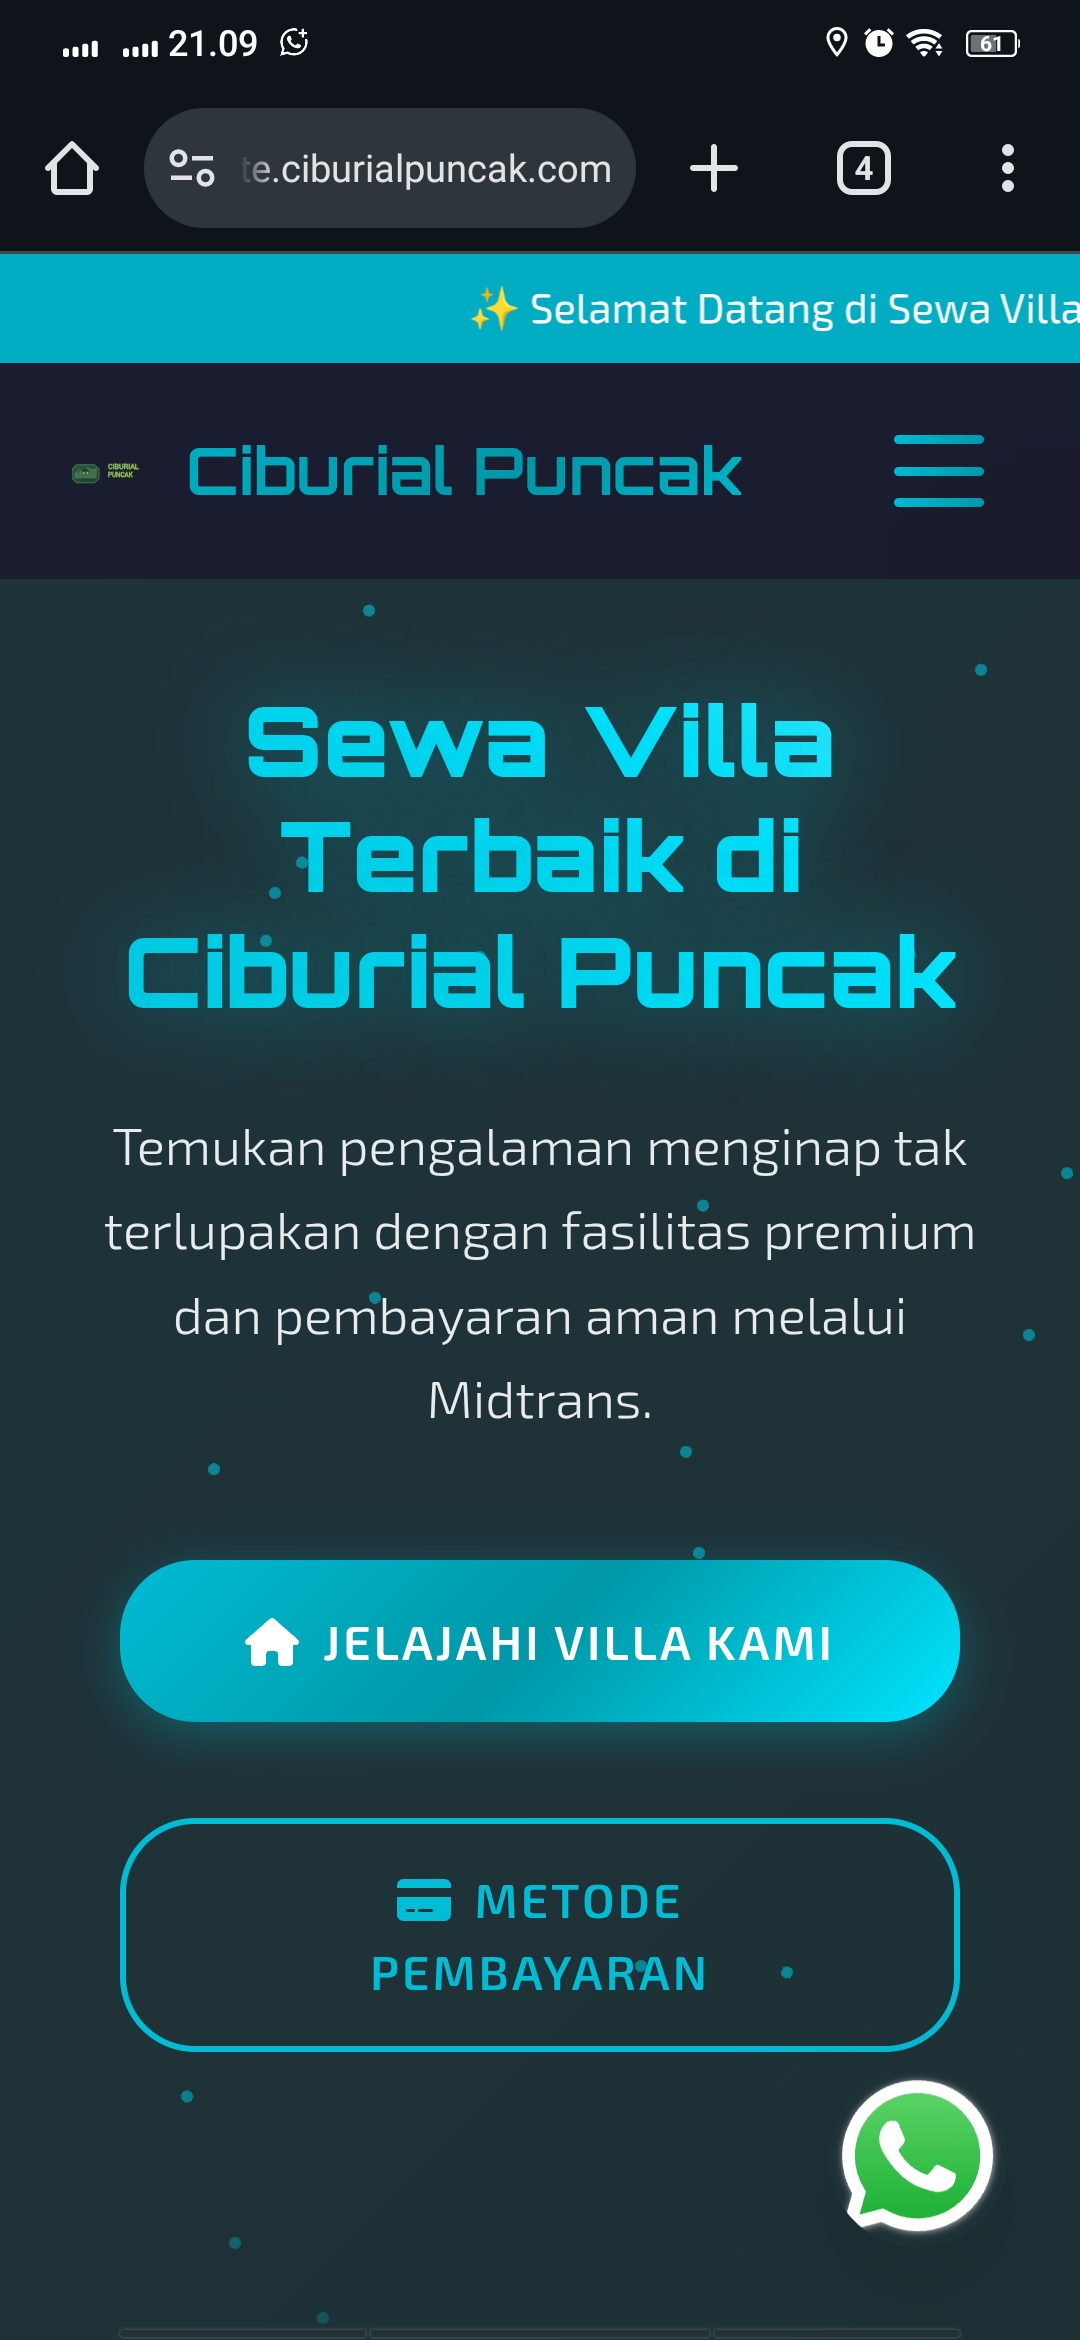 21.09
61
te.ciburialpuncak.com
4
✨ Selamat Datang di Sewa Villa
CIBURIAL
PUNCAK
Ciburial Puncak
Sewa Villa
Terbaik di
Ciburial Puncak
Temukan pengalaman menginap tak
terlupakan dengan fasilitas premium
dan pembayaran aman melalui
Midtrans.
JELAJAHI VILLA KAMI
METODE
PEMBAYARAN